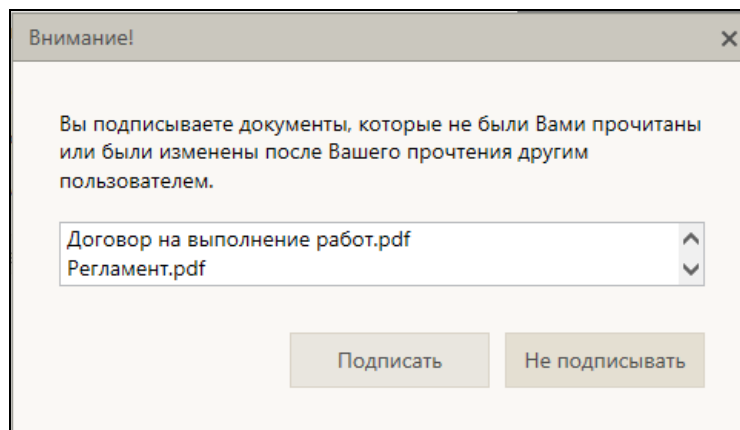 Внимание!
Вы подписываете документы, которые не были Вами прочитаны
или были изменены после Вашего прочтения другим
пользователем.
Договор на выполнение работ.pdf
Регламент.pdf
Подписать
Не подписывать